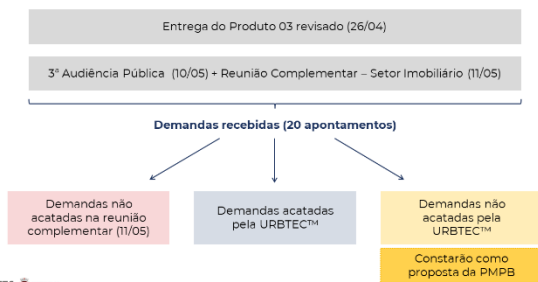 Entrega do Produto 03 revisado (26/04)
3ª Audiência Pública (10/05) + Reunião Complementar – Setor Imobiliário (11/05)
Demandas recebidas (20 apontamentos)
Demandas não
acatadas na reunião
complementar (11/05)
Demandas acatadas
pela URBTEC™
Demandas não
acatadas pela
URBTEC™
Constarão como
proposta da PMPB